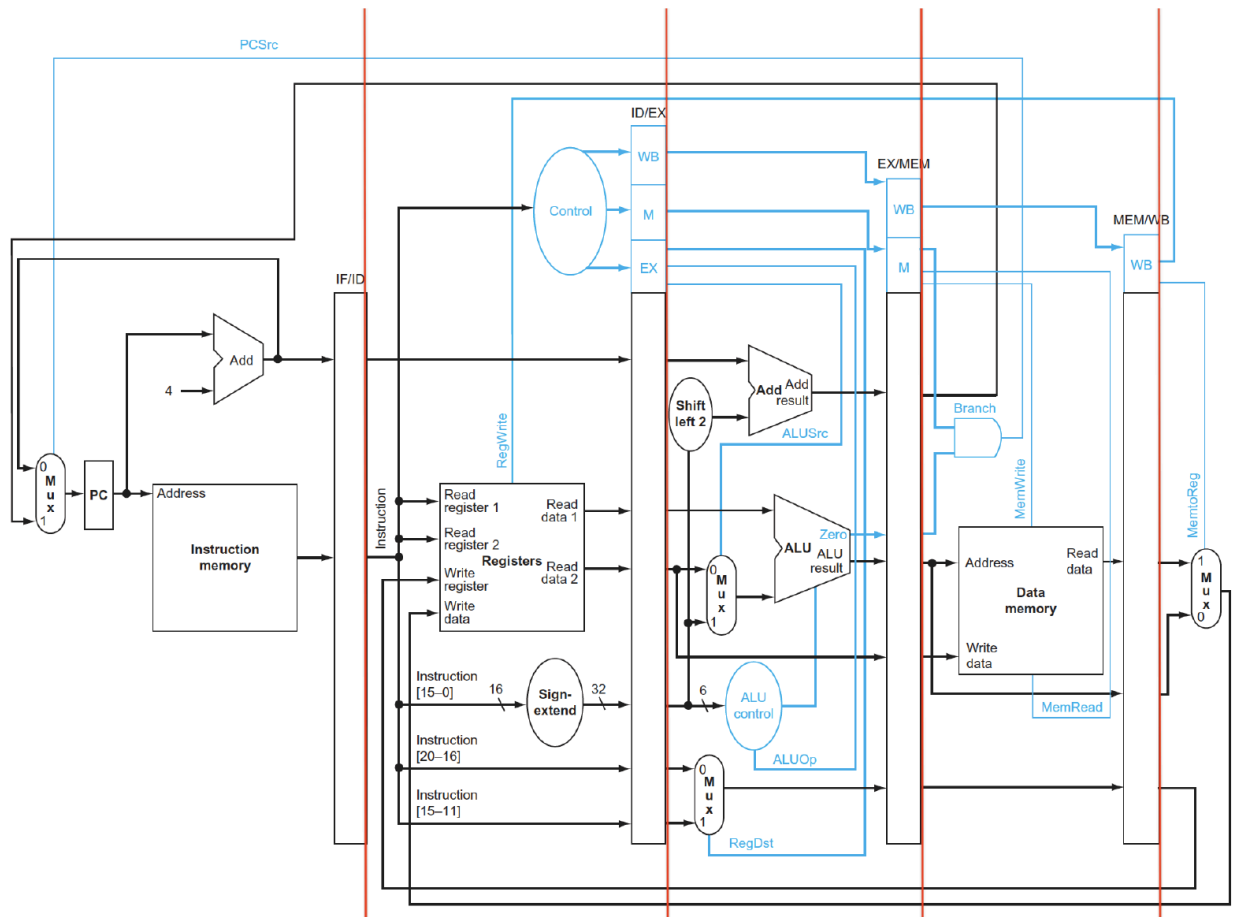 PCSrc
ID/EX
WB
EX/MEM
Control
M
WB
MEM/WB
EX
M
WB
IF/ID
Add
4
Add
Add
result
Shift
left 2
Branch
ALUSrc
RegWrite
MemWrite
MemtoReg
0
M
u
x
1
PC
Address
Instruction
memory
Instruction
Read
register 1
Read
data 1
Read
register 2
Registers
Read
data 2
Write
register
Write
data
0
M
u
x
1
Zero
ALU
ALU
result
Address
Read
data
Data
memory
Write
data
1
M
u
x
0
Instruction
[15–0]
16
Sign-
extend
32
6
ALU
control
MemRead
Instruction
[20–16]
ALUOp
0
M
u
x
1
Instruction
[15–11]
RegDst